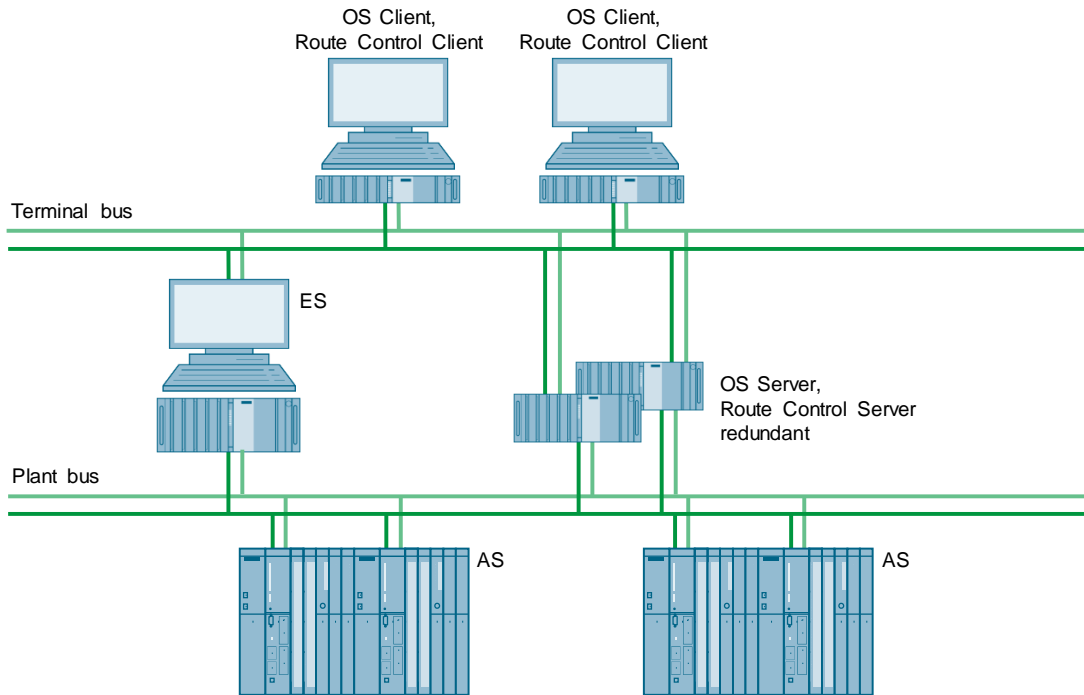 OS Client,
Route Control Client
OS Client,
Route Control Client
Terminal bus
ES
OS Server,
Route Control Server
redundant
Plant bus
AS
AS